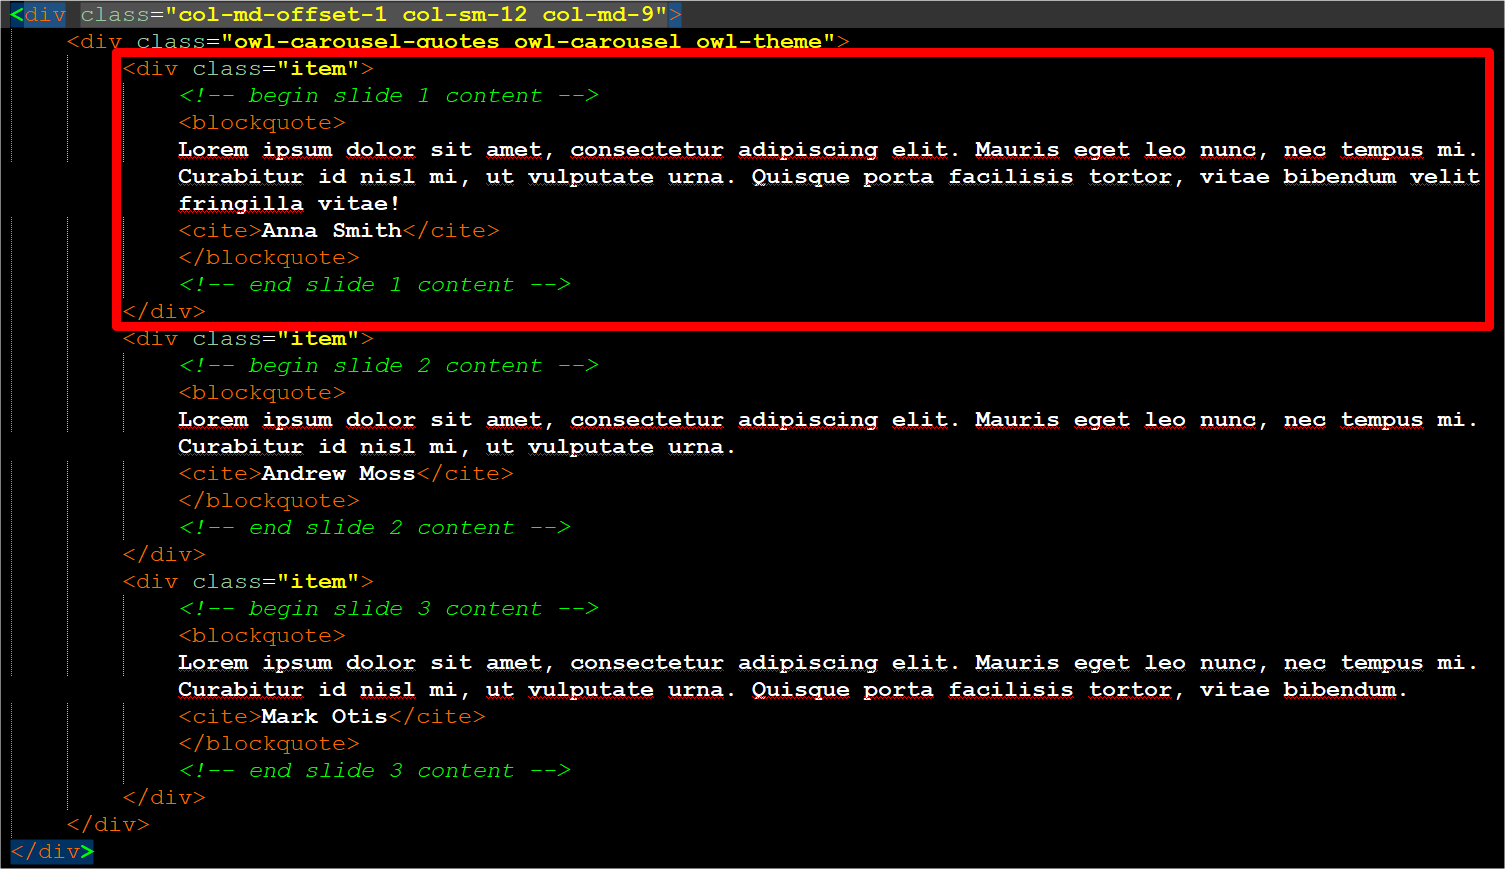 <div class="col-md-offset-1 col-sm-12 col-md-9">
<div class="owl-carousel-quotes owl-carousel owl-theme">
<div class="item">
<!-- begin slide 1 content -->
<blockquote>
Lorem ipsum dolor sit amet, consectetur adipiscing elit. Mauris eget leo nunc, nec tempus mi.
Curabitur id nisl mi, ut vulputate urna. Quisque porta facilisis tortor, vitae bibendum velit
fringilla vitae!
<cite>Anna Smith</cite>
</blockquote>
<!-- end slide 1 content -->
</div>
<div class="item">
<!-- begin slide 2 content -->
<blockquote>
Lorem ipsum dolor sit amet, consectetur adipiscing elit. Mauris eget leo nunc, nec tempus mi.
Curabitur id nisl mi, ut vulputate urna.
<cite>Andrew Moss</cite>
</blockquote>
<!-- end slide 2 content -->
</div>
<div class="item">
<!-- begin slide 3 content -->
<blockquote>
Lorem ipsum dolor sit amet, consectetur adipiscing elit. Mauris eget leo nunc, nec tempus mi.
Curabitur id nisl mi, ut vulputate urna. Quisque porta facilisis tortor, vitae bibendum.
<cite>Mark Otis</cite>
</blockquote>
<!-- end slide 3 content -->
</div>
</div>
</div>